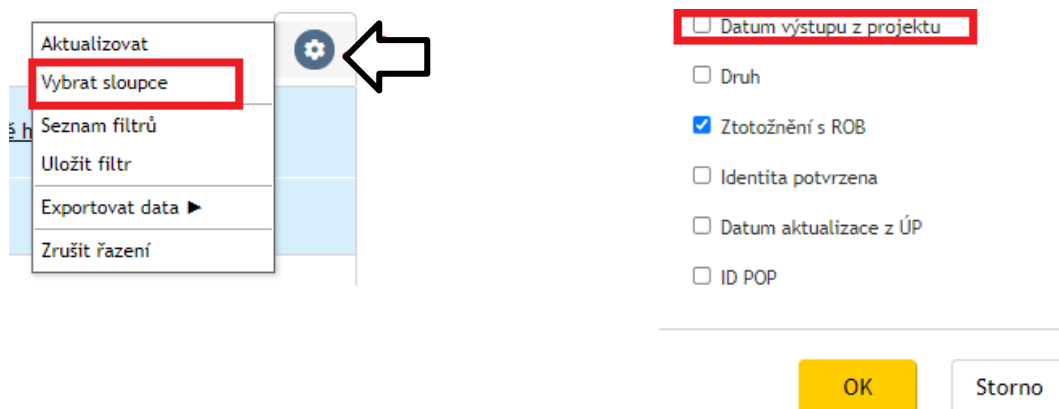 Aktualizovat
Vybrat sloupce
Seznam filtrů
Uložit filtr
Exportovat data ►
Zrušit řazení
Datum výstupu z projektu
Druh
Ztotožnění s ROB
Identita potvrzena
Datum aktualizace z ÚP
ID POP
OK
Storno